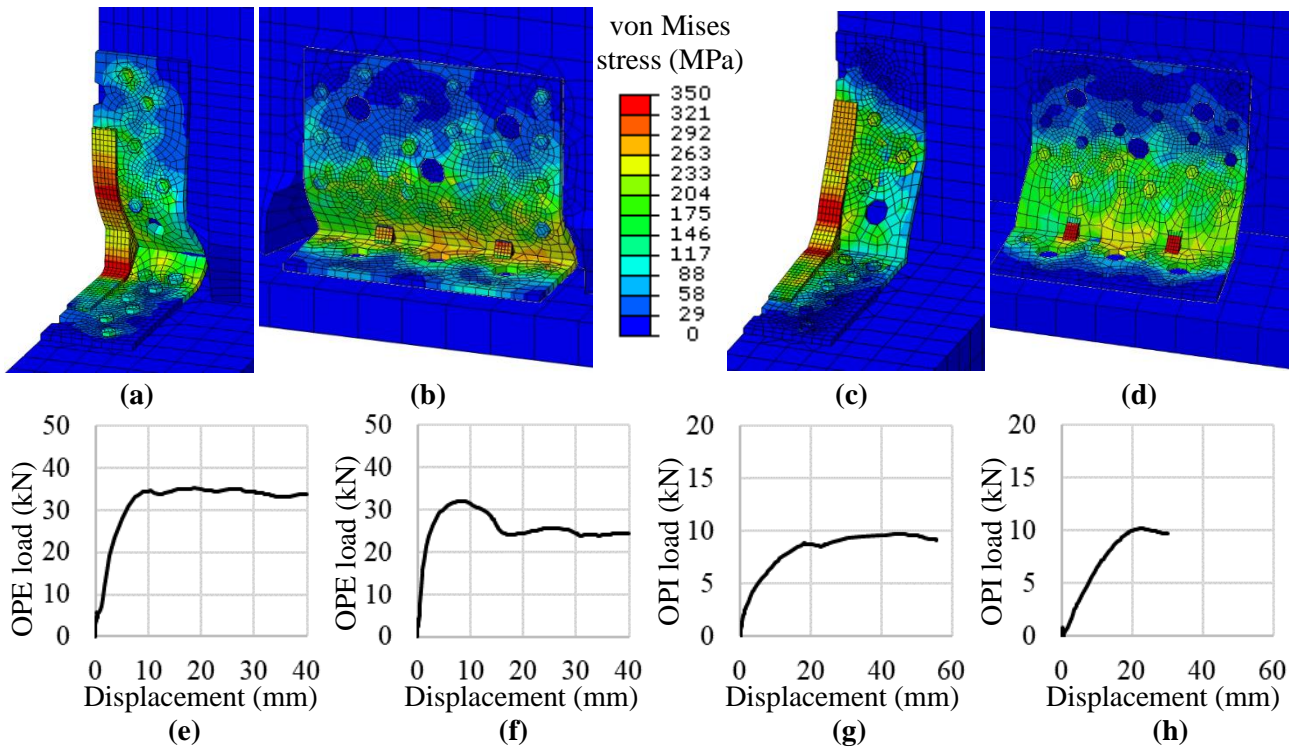 von Mises
stress (MPa)
350
321
292
263
233
204
175
146
117
88
58
29
0
(a)
(b)
(c)
(d)
50
40
30
20
10
0
OPE load (kN)
0 10 20 30 40
Displacement (mm)
(e)
50
40
30
20
10
0
OPE load (kN)
0 10 20 30 40
Displacement (mm)
(f)
20
15
10
5
0
OPI load (kN)
0 20 40 60
Displacement (mm)
(g)
20
15
10
5
0
OPI load (kN)
0 20 40 60
Displacement (mm)
(h)